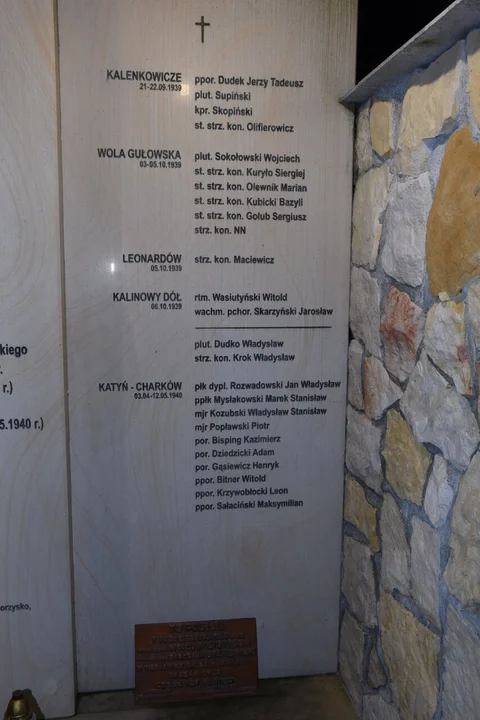 KALENKOWICZE ppor. Dudek Jerzy Tadeusz
21-22.09.1939 plut. Supiński
kpr. Skopiński
st. strz. kon. Olifierowicz
WOLA GUŁOWSKA plut. Sokołowski Wojciech
03-05.10.1939 st. strz. kon. Kuryło Siergiej
st. strz. kon. Olewnik Marian
st. strz. kon. Kubicki Bazyli
st. strz. kon. Golub Sergiusz
strz. kon. NN
LEONARDÓW strz. kon. Maciewicz
05.10.1939
KALINOWY DÓŁ rtm. Wasiutyński Witold
06.10.1939 wachm. pchor. Skarzyński Jarosław
plut. Dudko Władysław
strz. kon. Krok Władysław
KATYŃ - CHARKÓW płk dypl. Rozwadowski Jan Władysław
03.04-12.05.1940 ppłk Mysłakowski Marek Stanisław
mjr Kozubski Władysław Stanisław
mjr Popławski Piotr
por. Bisping Kazimierz
por. Dziedzicki Adam
por. Gąsiewicz Henryk
ppor. Bitner Witold
ppor. Krzywobłocki Leon
ppor. Sałaciński Maksymilian
kiego
r.)
5.1940 r.)
orzysko,